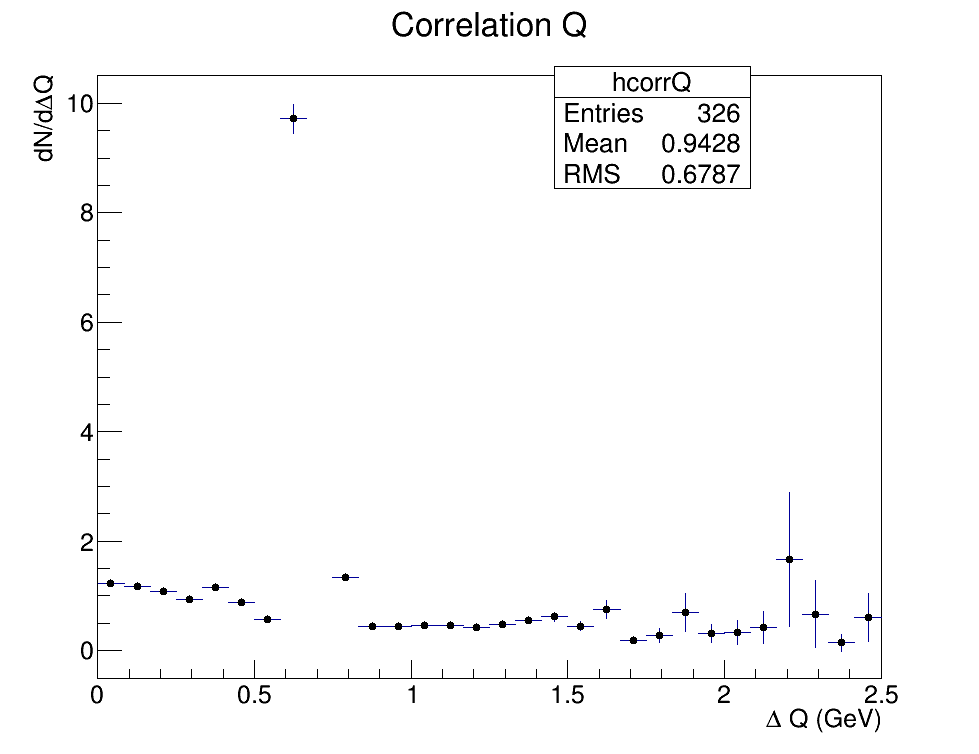 Correlation Q
dN/dΔQ
hcorrQ
Entries 326
Mean 0.9428
RMS 0.6787
10
8
6
4
2
0
0 0.5 1 1.5 2 2.5
Δ Q (GeV)